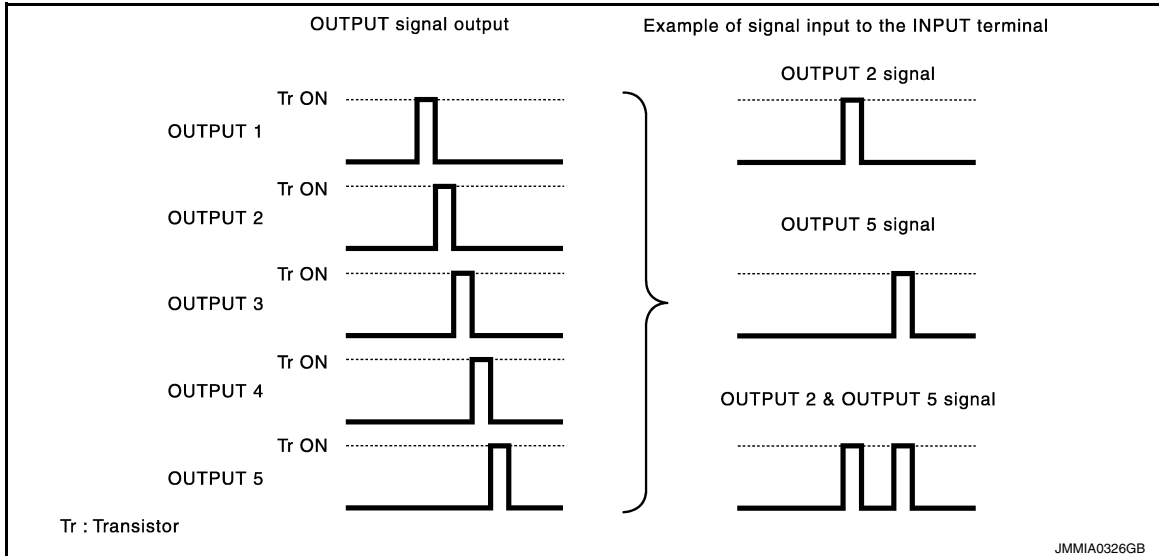 OUTPUT signal output
Example of signal input to the INPUT terminal
OUTPUT 2 signal
Tr ON
OUTPUT 1
Tr ON
OUTPUT 2
OUTPUT 5 signal
Tr ON
OUTPUT 3
Tr ON
OUTPUT 4
OUTPUT 2 & OUTPUT 5 signal
Tr ON
OUTPUT 5
Tr : Transistor
JMMIA0326GB